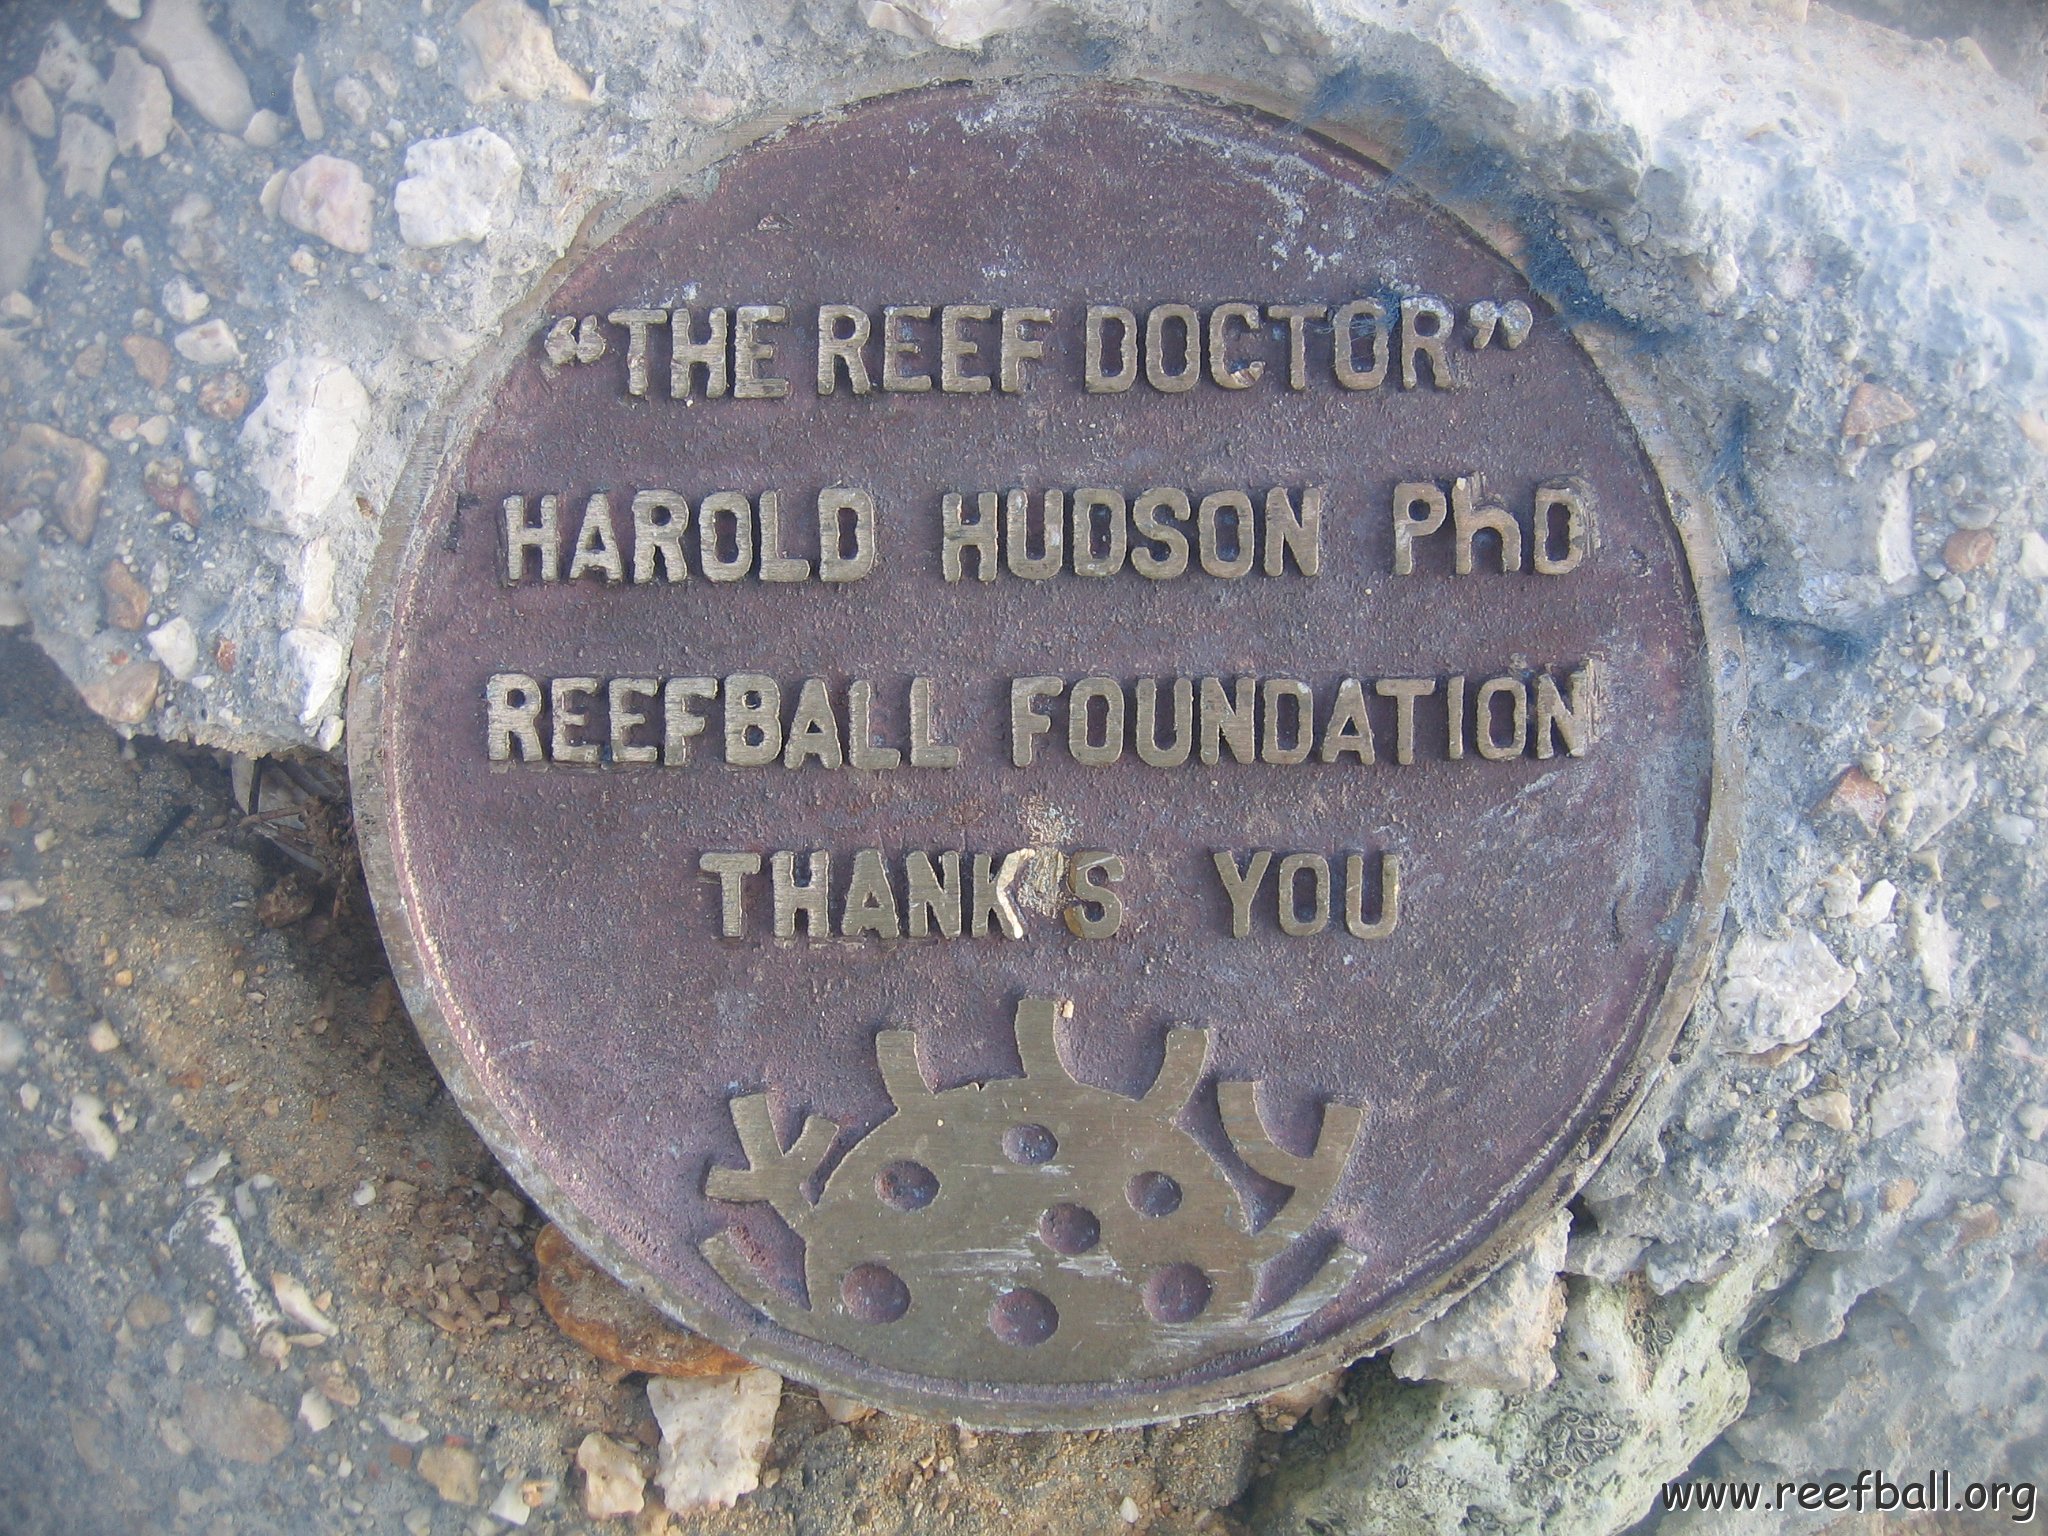 “THE REEF DOCTOR”
HAROLD HUDSON PhD
REEFBALL FOUNDATION
THANK'S YOU
www.reefball.org